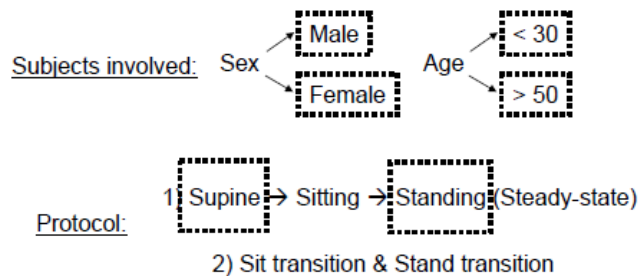 Male
< 30
Subjects involved: Sex Age
Female
> 50
1) Supine → Sitting → Standing (Steady-state)
Protocol:
2) Sit transition & Stand transition